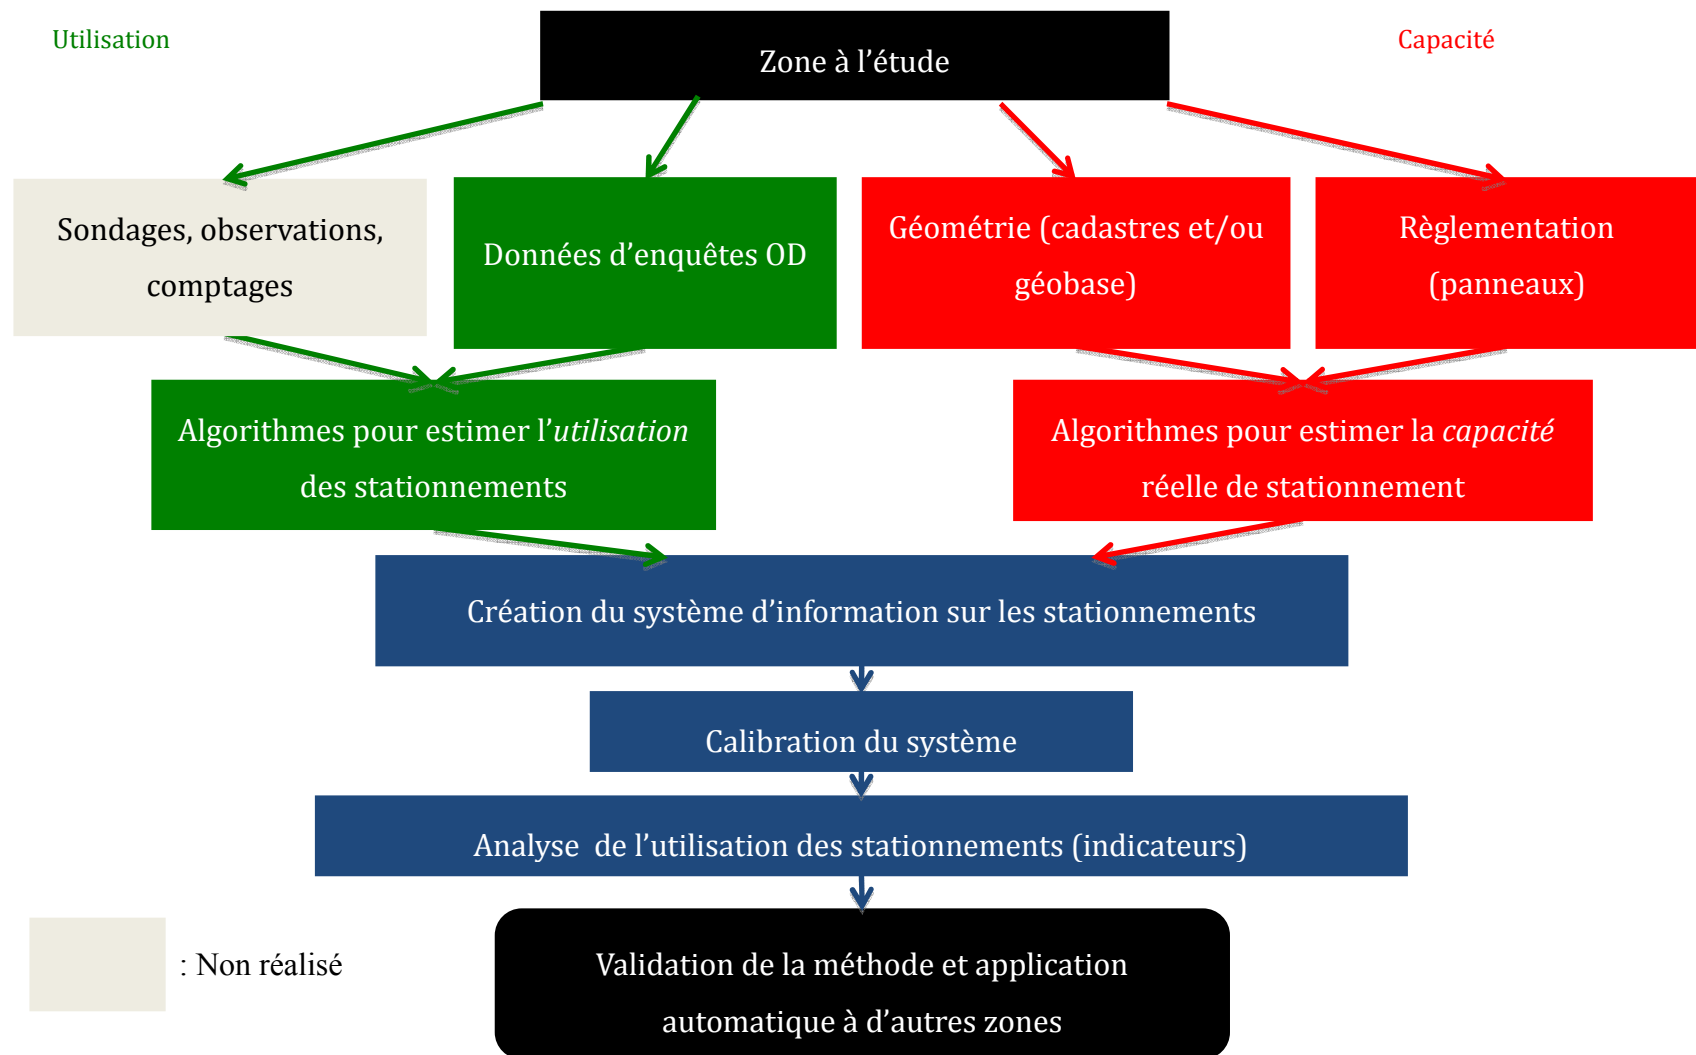 Utilisation
Zone à l’étude
Capacité
Sondages, observations,
comptages
Données d’enquêtes OD
Géométrie (cadastres et/ou
géobase)
Règlementation
(panneaux)
Algorithmes pour estimer l’utilisation
des stationnements
Algorithmes pour estimer la capacité
réelle de stationnement
Création du système d’information sur les stationnements
Calibration du système
Analyse  de l’utilisation des stationnements (indicateurs)
: Non réalisé
Validation de la méthode et application
automatique à d’autres zones